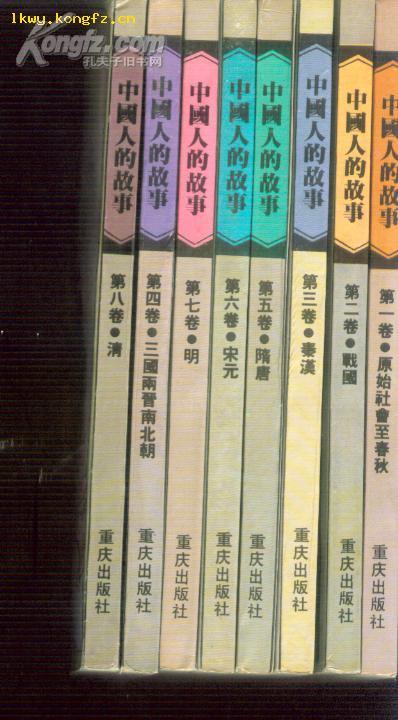 lkwy.kongfz.cn
Kongfz.com
孔夫子旧书网
中國人的故事
第八卷●清
重庆出版社
中國人的故事
第四卷●三國兩晉南北朝
重庆出版社
中國人的故事
第七卷●明
重庆出版社
中國人的故事
第六卷●宋元
重庆出版社
中國人的故事
第五卷●隋唐
重庆出版社
中國人的故事
第三卷●秦漢
重庆出版社
中國人的故事
第二卷●戰國
重庆出版社
中國人的故事
第一卷●原始社會至春秋
重庆出版社